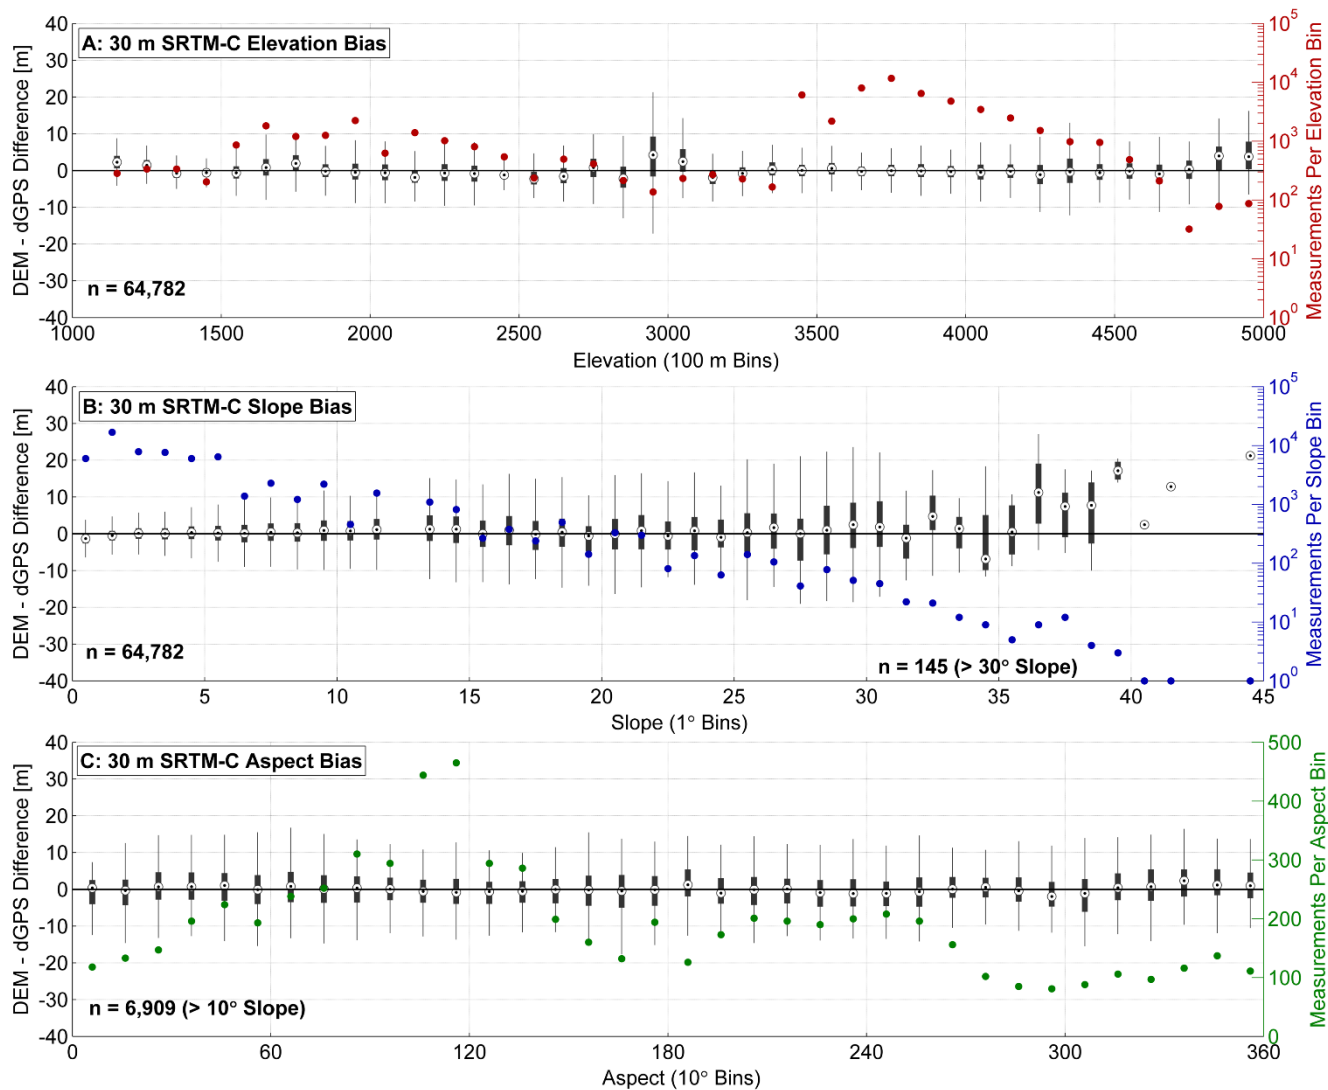 A: 30 m SRTM-C Elevation Bias
DEM - dGPS Difference [m]
40
30
20
10
0
-10
-20
-30
-40
n = 64,782
1000 1500 2000 2500 3000 3500 4000 4500 5000
Elevation (100 m Bins)
10^5
10^4
10^3
10^2
10^1
10^0
Measurements Per Elevation Bin
B: 30 m SRTM-C Slope Bias
DEM - dGPS Difference [m]
40
30
20
10
0
-10
-20
-30
-40
n = 64,782
n = 145 (> 30° Slope)
0 5 10 15 20 25 30 35 40 45
Slope (1° Bins)
10^5
10^4
10^3
10^2
10^1
10^0
Measurements Per Slope Bin
C: 30 m SRTM-C Aspect Bias
DEM - dGPS Difference [m]
40
30
20
10
0
-10
-20
-30
-40
n = 6,909 (> 10° Slope)
0 60 120 180 240 300 360
Aspect (10° Bins)
500
400
300
200
100
0
Measurements Per Aspect Bin